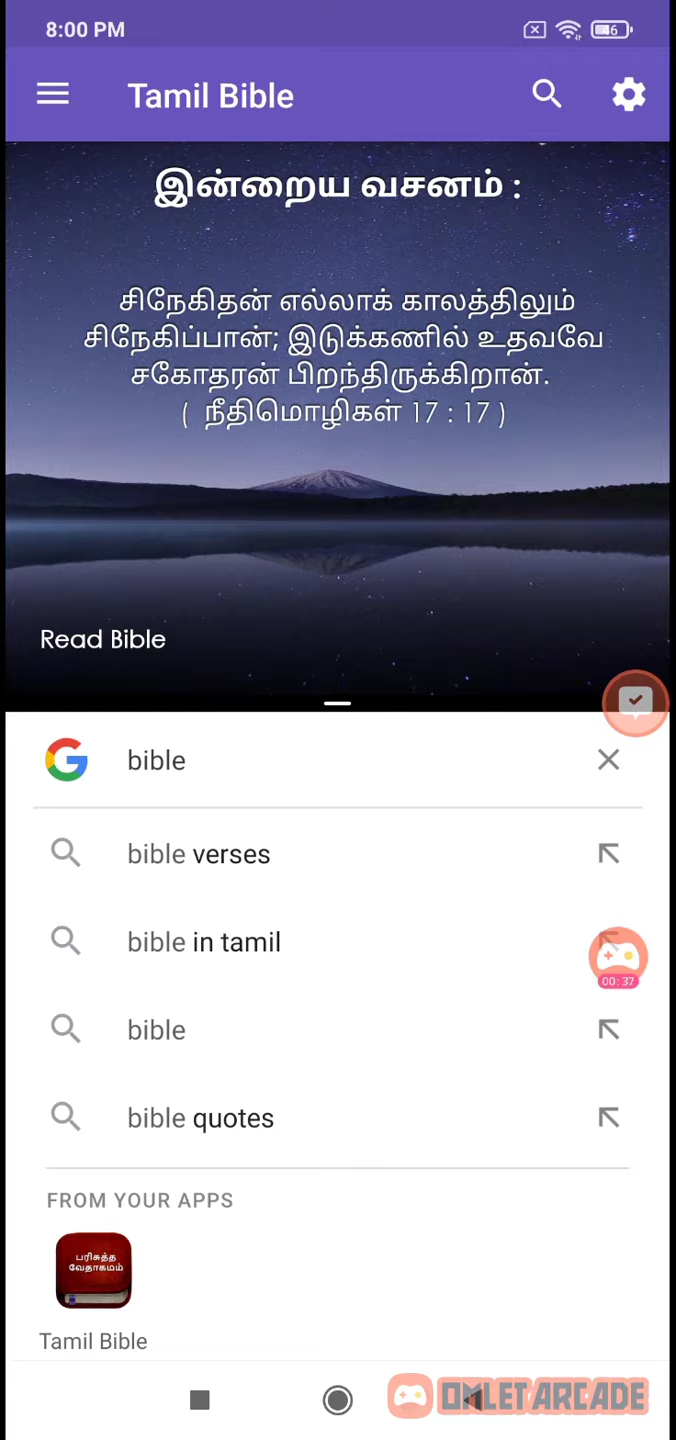 8:00 PM
46
Tamil Bible
இன்றைய வசனம் :
சிநேகிதன் எல்லாக் காலத்திலும்
சிநேகிப்பான்; இடுக்கணில் உதவவே
சகோதரன் பிறந்திருக்கிறான்.
( நீதிமொழிகள் 17 : 17 )
Read Bible
bible
bible verses
bible in tamil
00:37
bible
bible quotes
FROM YOUR APPS
பரிசுத்த
வேதாகமம்
Tamil Bible
OMLET ARCADE